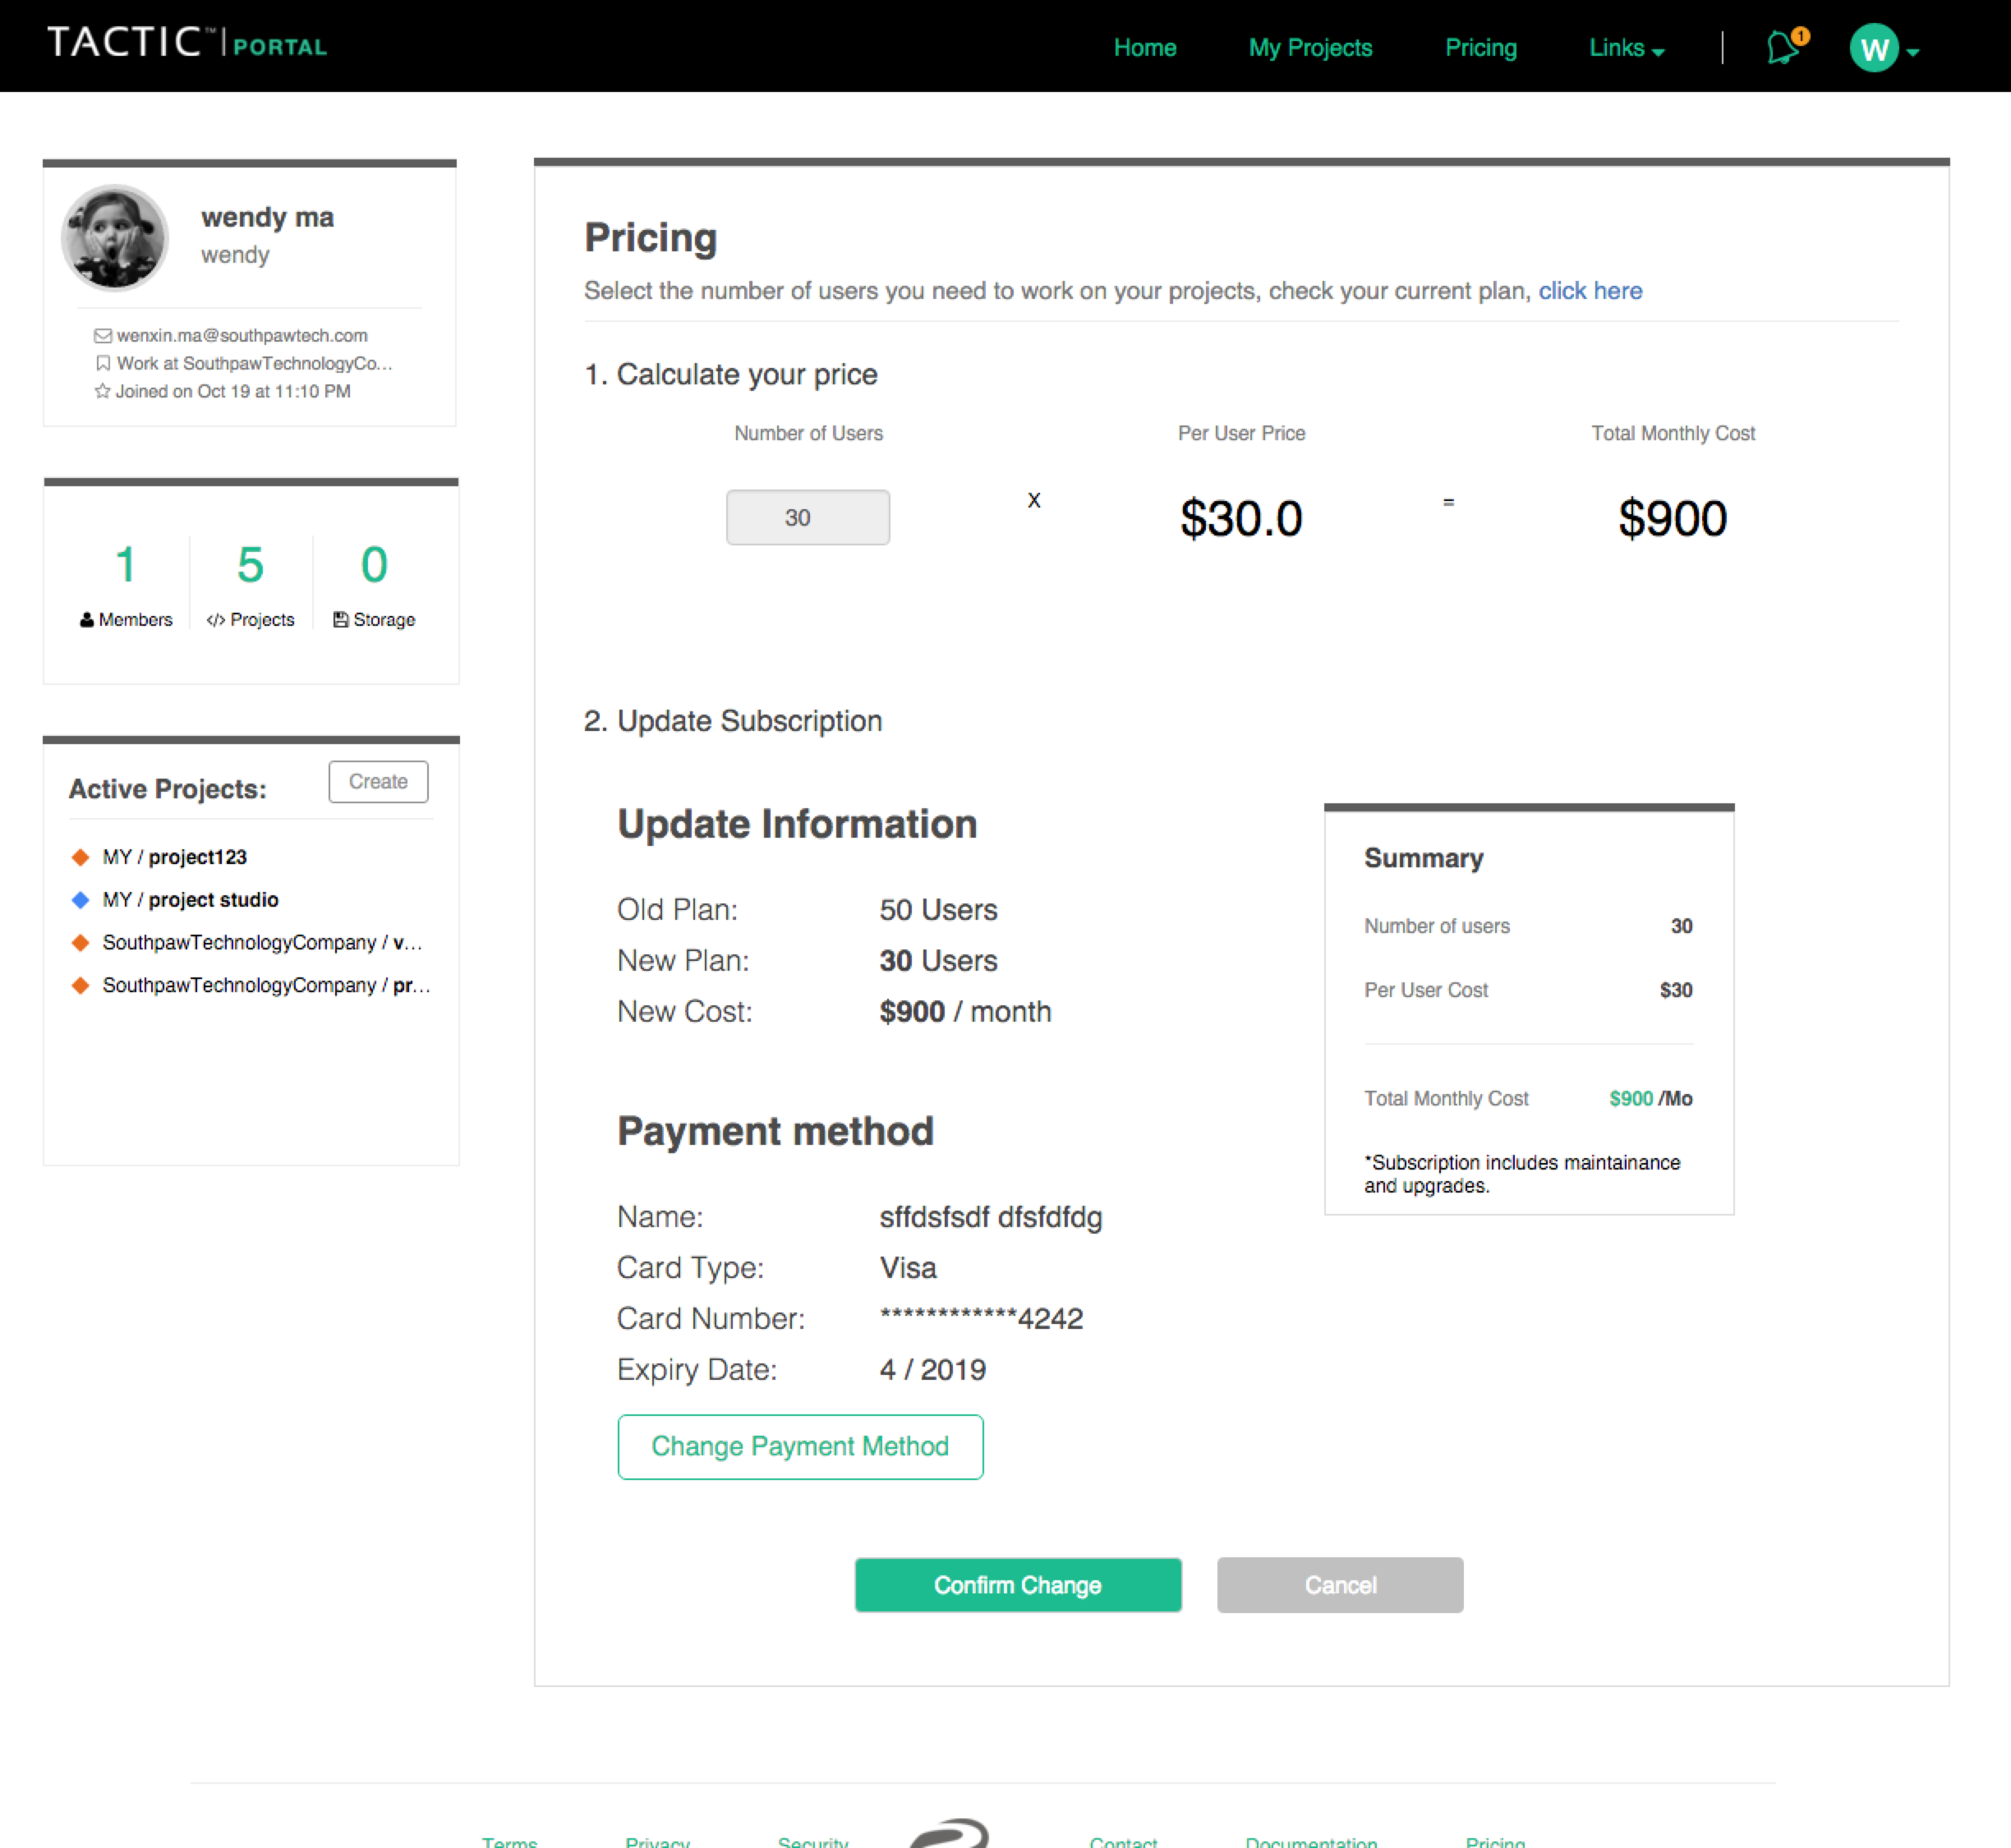 TACTIC™ | PORTAL
Home My Projects Pricing Links 1 W
wendy ma
wendy
wenxin.ma@southpawtech.com
Work at SouthpawTechnologyCo...
Joined on Oct 19 at 11:10 PM
1 5 0
Members </> Projects Storage
Active Projects: Create
MY / project123
MY / project studio
SouthpawTechnologyCompany / v...
SouthpawTechnologyCompany / pr...
Pricing
Select the number of users you need to work on your projects, check your current plan, click here
1. Calculate your price
Number of Users Per User Price Total Monthly Cost
30 X $30.0 = $900
2. Update Subscription
Update Information
Old Plan: 50 Users
New Plan: 30 Users
New Cost: $900 / month
Payment method
Name: sffdsfsdf dfsfdfdg
Card Type: Visa
Card Number: ************4242
Expiry Date: 4 / 2019
Change Payment Method
Summary
Number of users 30
Per User Cost $30
Total Monthly Cost $900 /Mo
*Subscription includes maintainance
and upgrades.
Confirm Change Cancel
Terms Privacy Security Contact Documentation Pricing